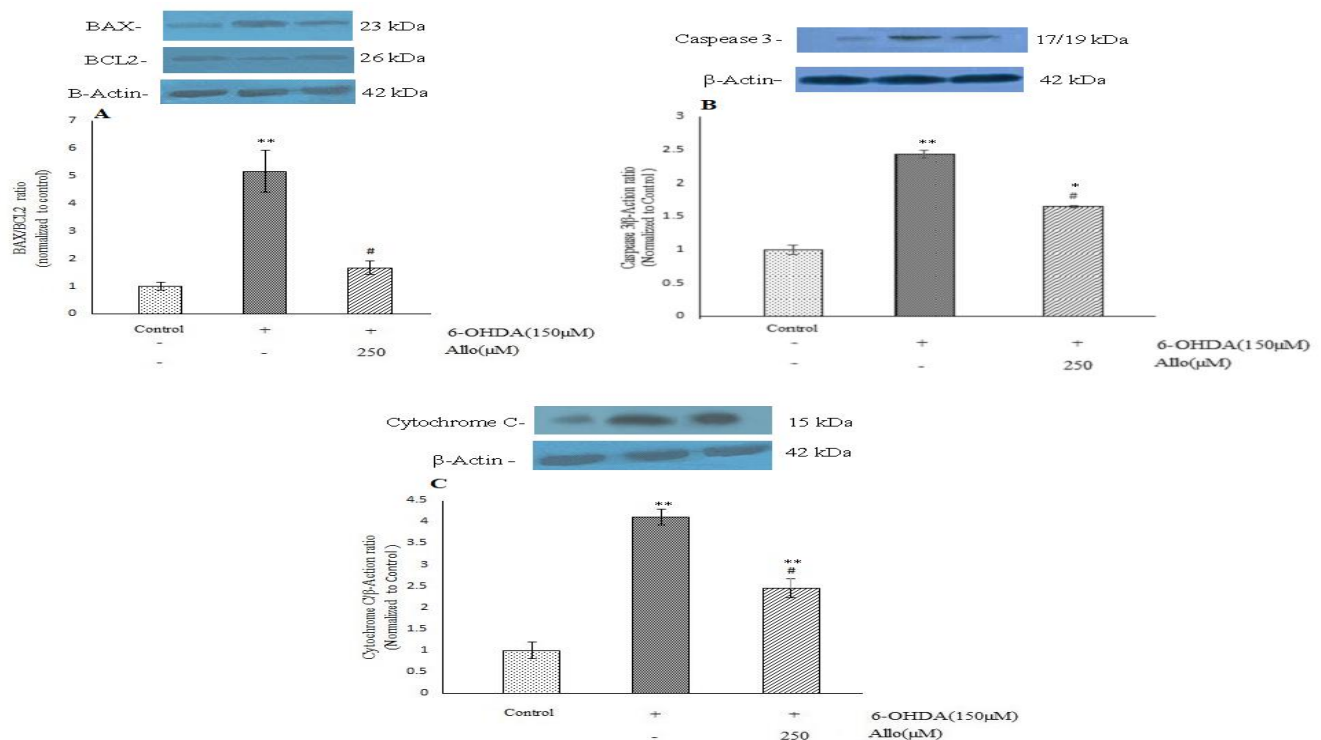 BAX- 23 kDa
BCL2- 26 kDa
B-Actin- 42 kDa
A
7
6
5
4
3
2
1
0
BAX/BCL2 ratio
(normalized to control)
**
#
Control + + 6-OHDA(150μM)
- - 250 Allo(μM)
-
Caspease 3 - 17/19 kDa
β-Actin- 42 kDa
B
3
2.5
2
1.5
1
0.5
0
Caspease 3/β-Action ratio
(Normalized to Control )
**
*
#
Control
- + + 6-OHDA(150μM)
- - 250 Allo(μM)
Cytochrome C- 15 kDa
β-Actin - 42 kDa
C
4.5
4
3.5
3
2.5
2
1.5
1
0.5
0
Cytochrome C/β-Action ratio
(Normalized to Control )
**
**
#
Control + + 6-OHDA(150μM)
- 250 Allo(μM)